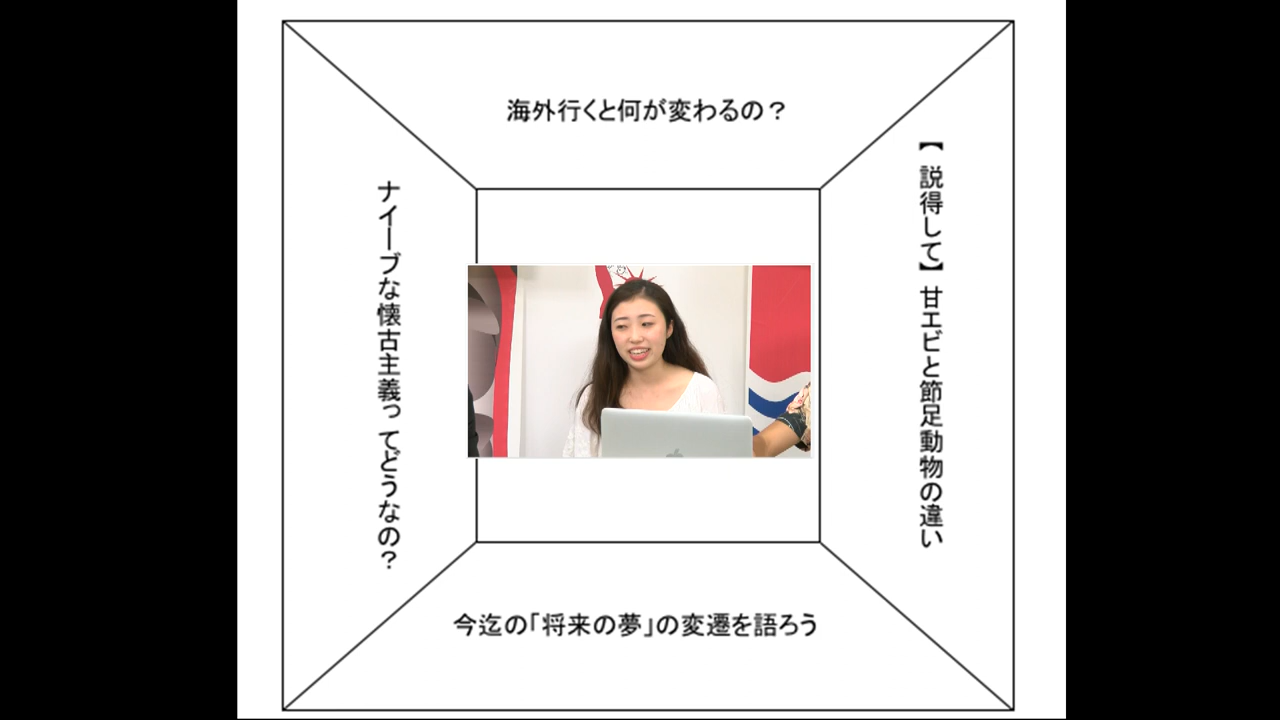 海外行くと何が変わるの？
ナイーブな懐古主義ってどうなの？
【説得して】甘エビと節足動物の違い
今迄の「将来の夢」の変遷を語ろう